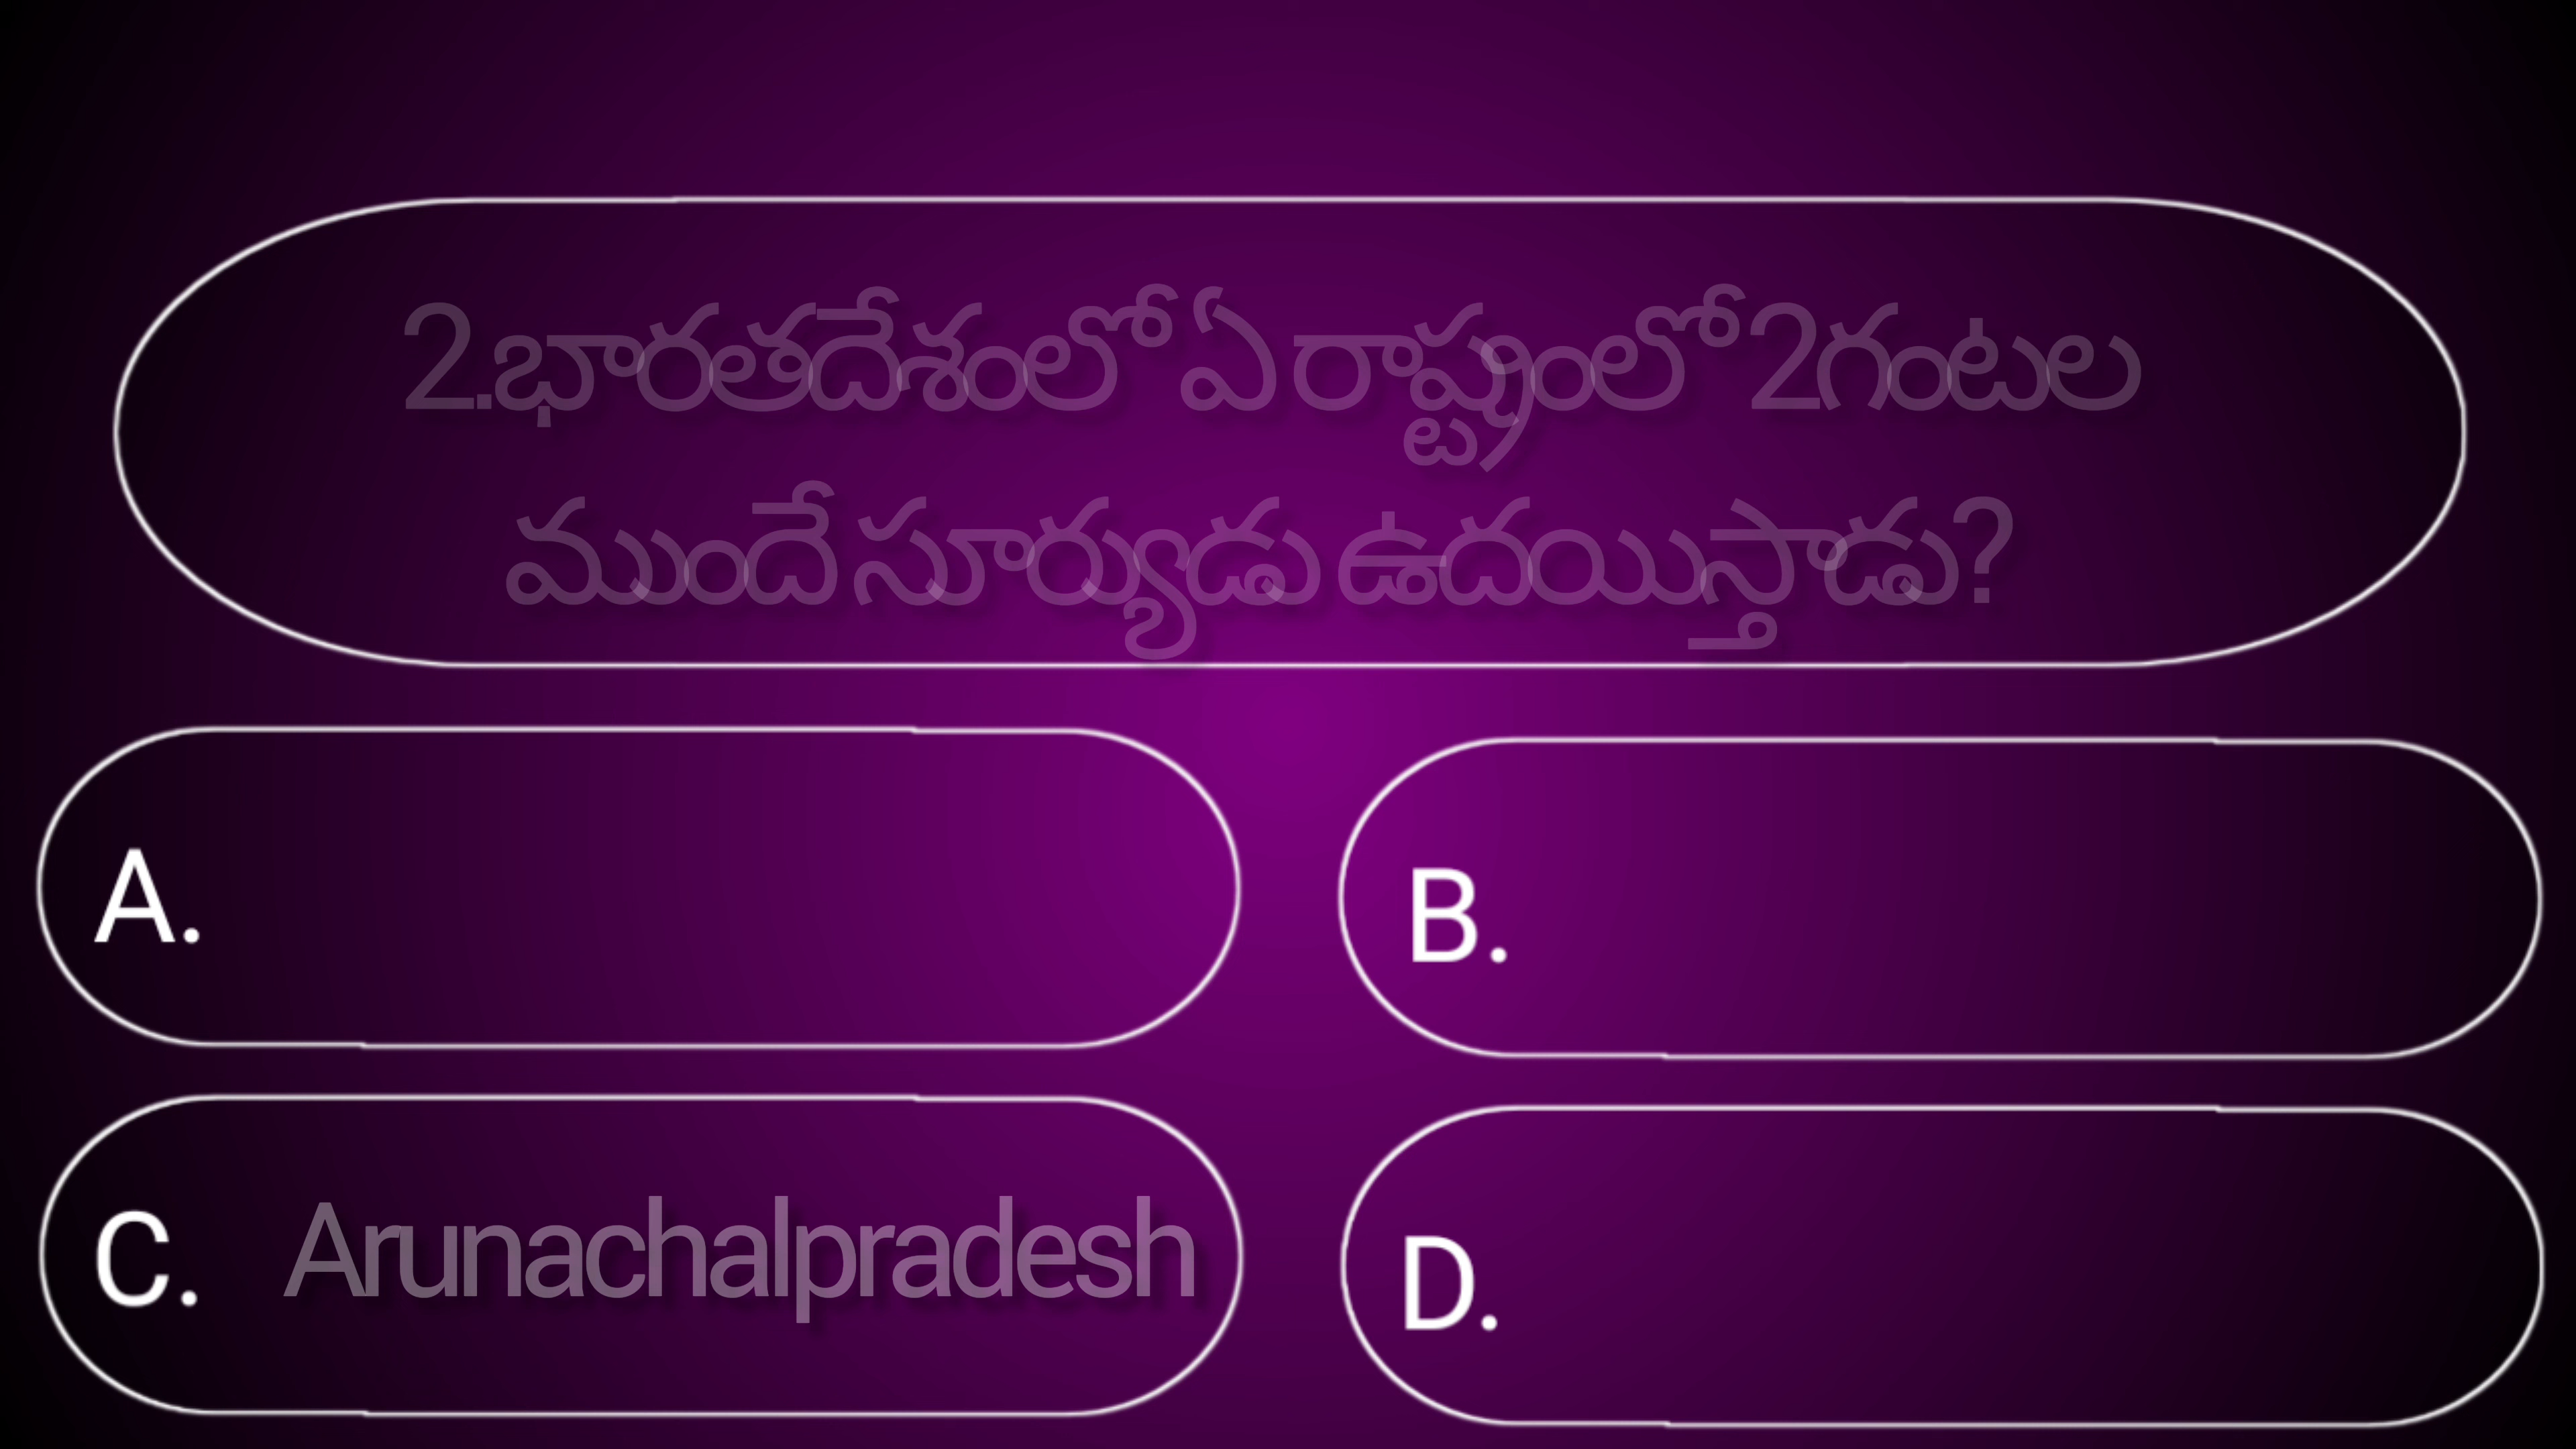 2.భారతదేశంలో ఏ రాష్ట్రంలో 2గంటల
ముందే సూర్యుడు ఉదయిస్తాడు?
A.
B.
C. Arunachalpradesh
D.